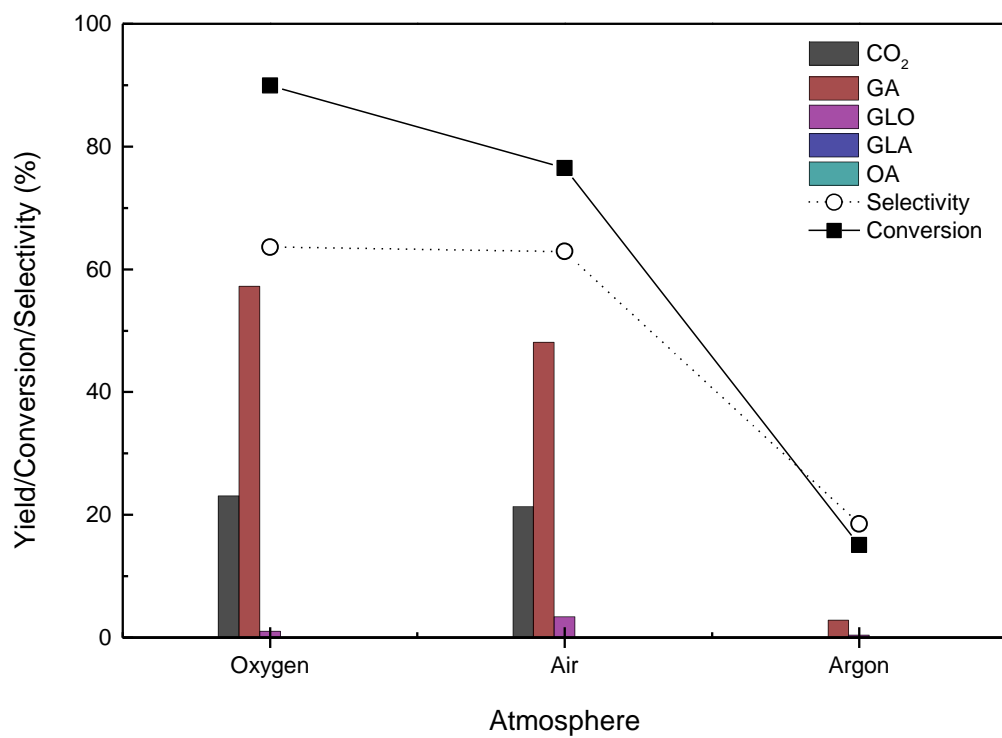 100
80
60
40
20
0
Yield/Conversion/Selectivity (%)
CO₂
GA
GLO
GLA
OA
Selectivity
Conversion
Oxygen
Air
Argon
Atmosphere